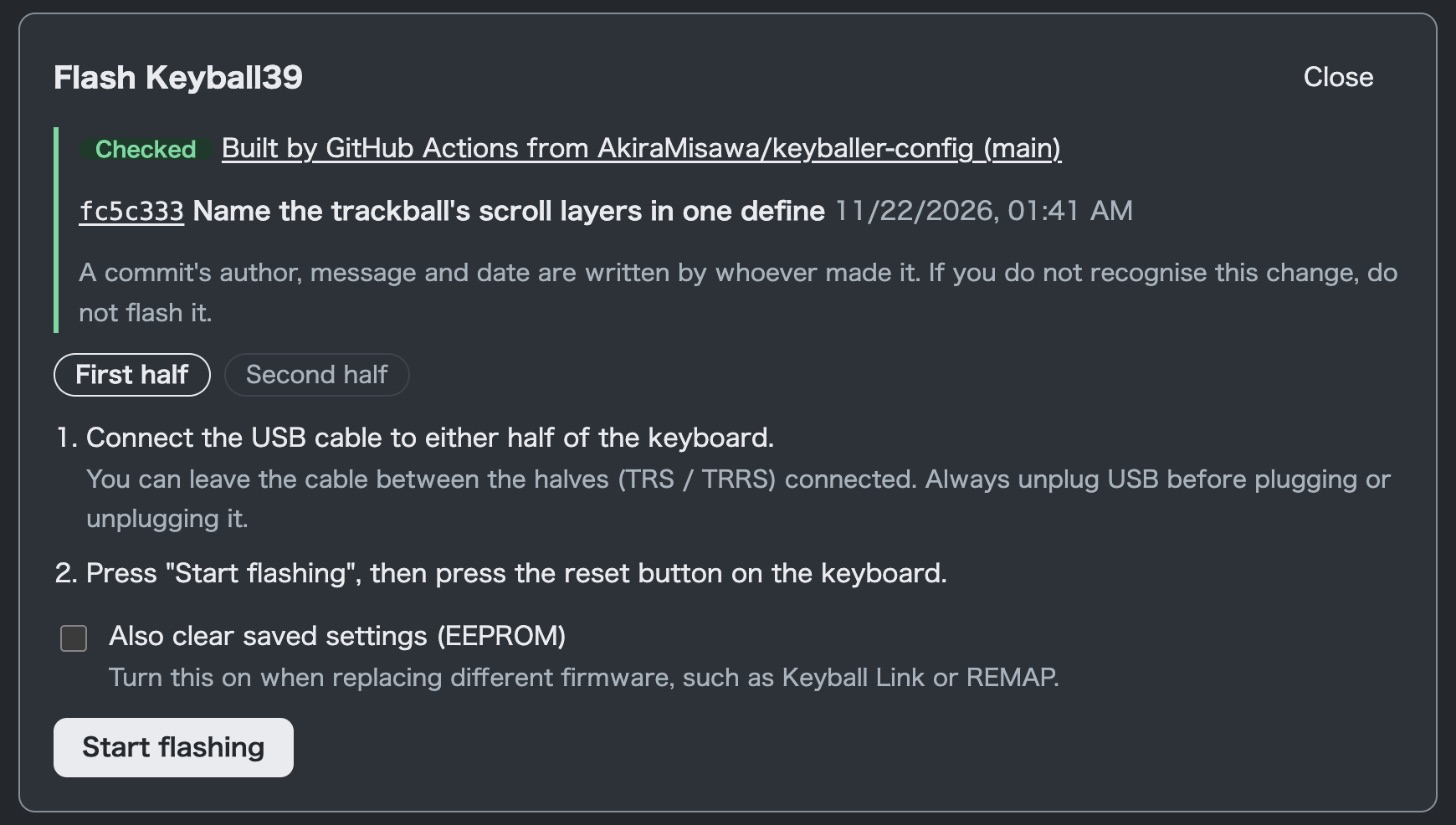 Flash Keyball39
Close
Checked Built by GitHub Actions from AkiraMisawa/keyballer-config (main)
fc5c333 Name the trackball's scroll layers in one define 11/22/2026, 01:41 AM
A commit's author, message and date are written by whoever made it. If you do not recognise this change, do
not flash it.
First half Second half
1. Connect the USB cable to either half of the keyboard.
You can leave the cable between the halves (TRS / TRRS) connected. Always unplug USB before plugging or
unplugging it.
2. Press "Start flashing", then press the reset button on the keyboard.
Also clear saved settings (EEPROM)
Turn this on when replacing different firmware, such as Keyball Link or REMAP.
Start flashing